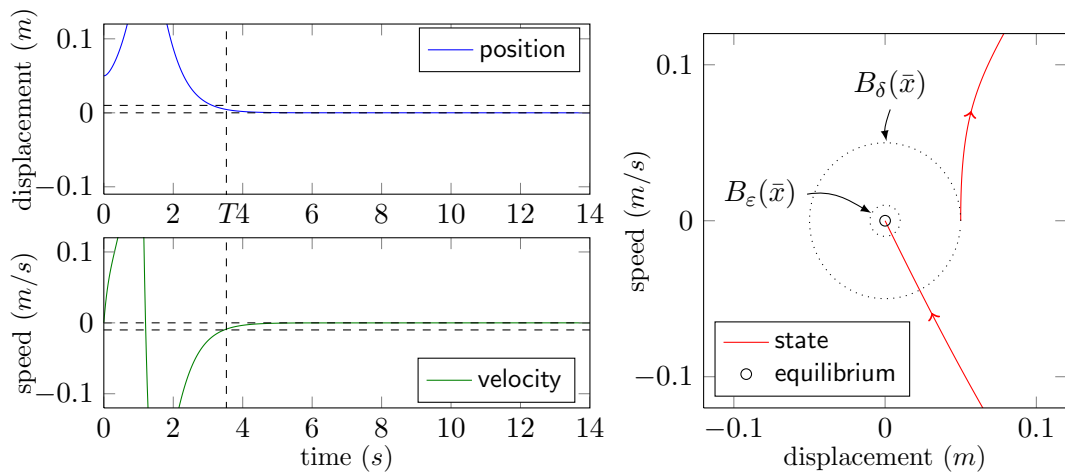 displacement (m)
0.1
0
−0.1
position
0 2 T 4 6 8 10 12 14
speed (m/s)
0.1
0
−0.1
velocity
0 2 4 6 8 10 12 14
time (s)
speed (m/s)
0.1
0
−0.1
B_δ(x̄)
B_ε(x̄)
state
equilibrium
−0.1 0 0.1
displacement (m)